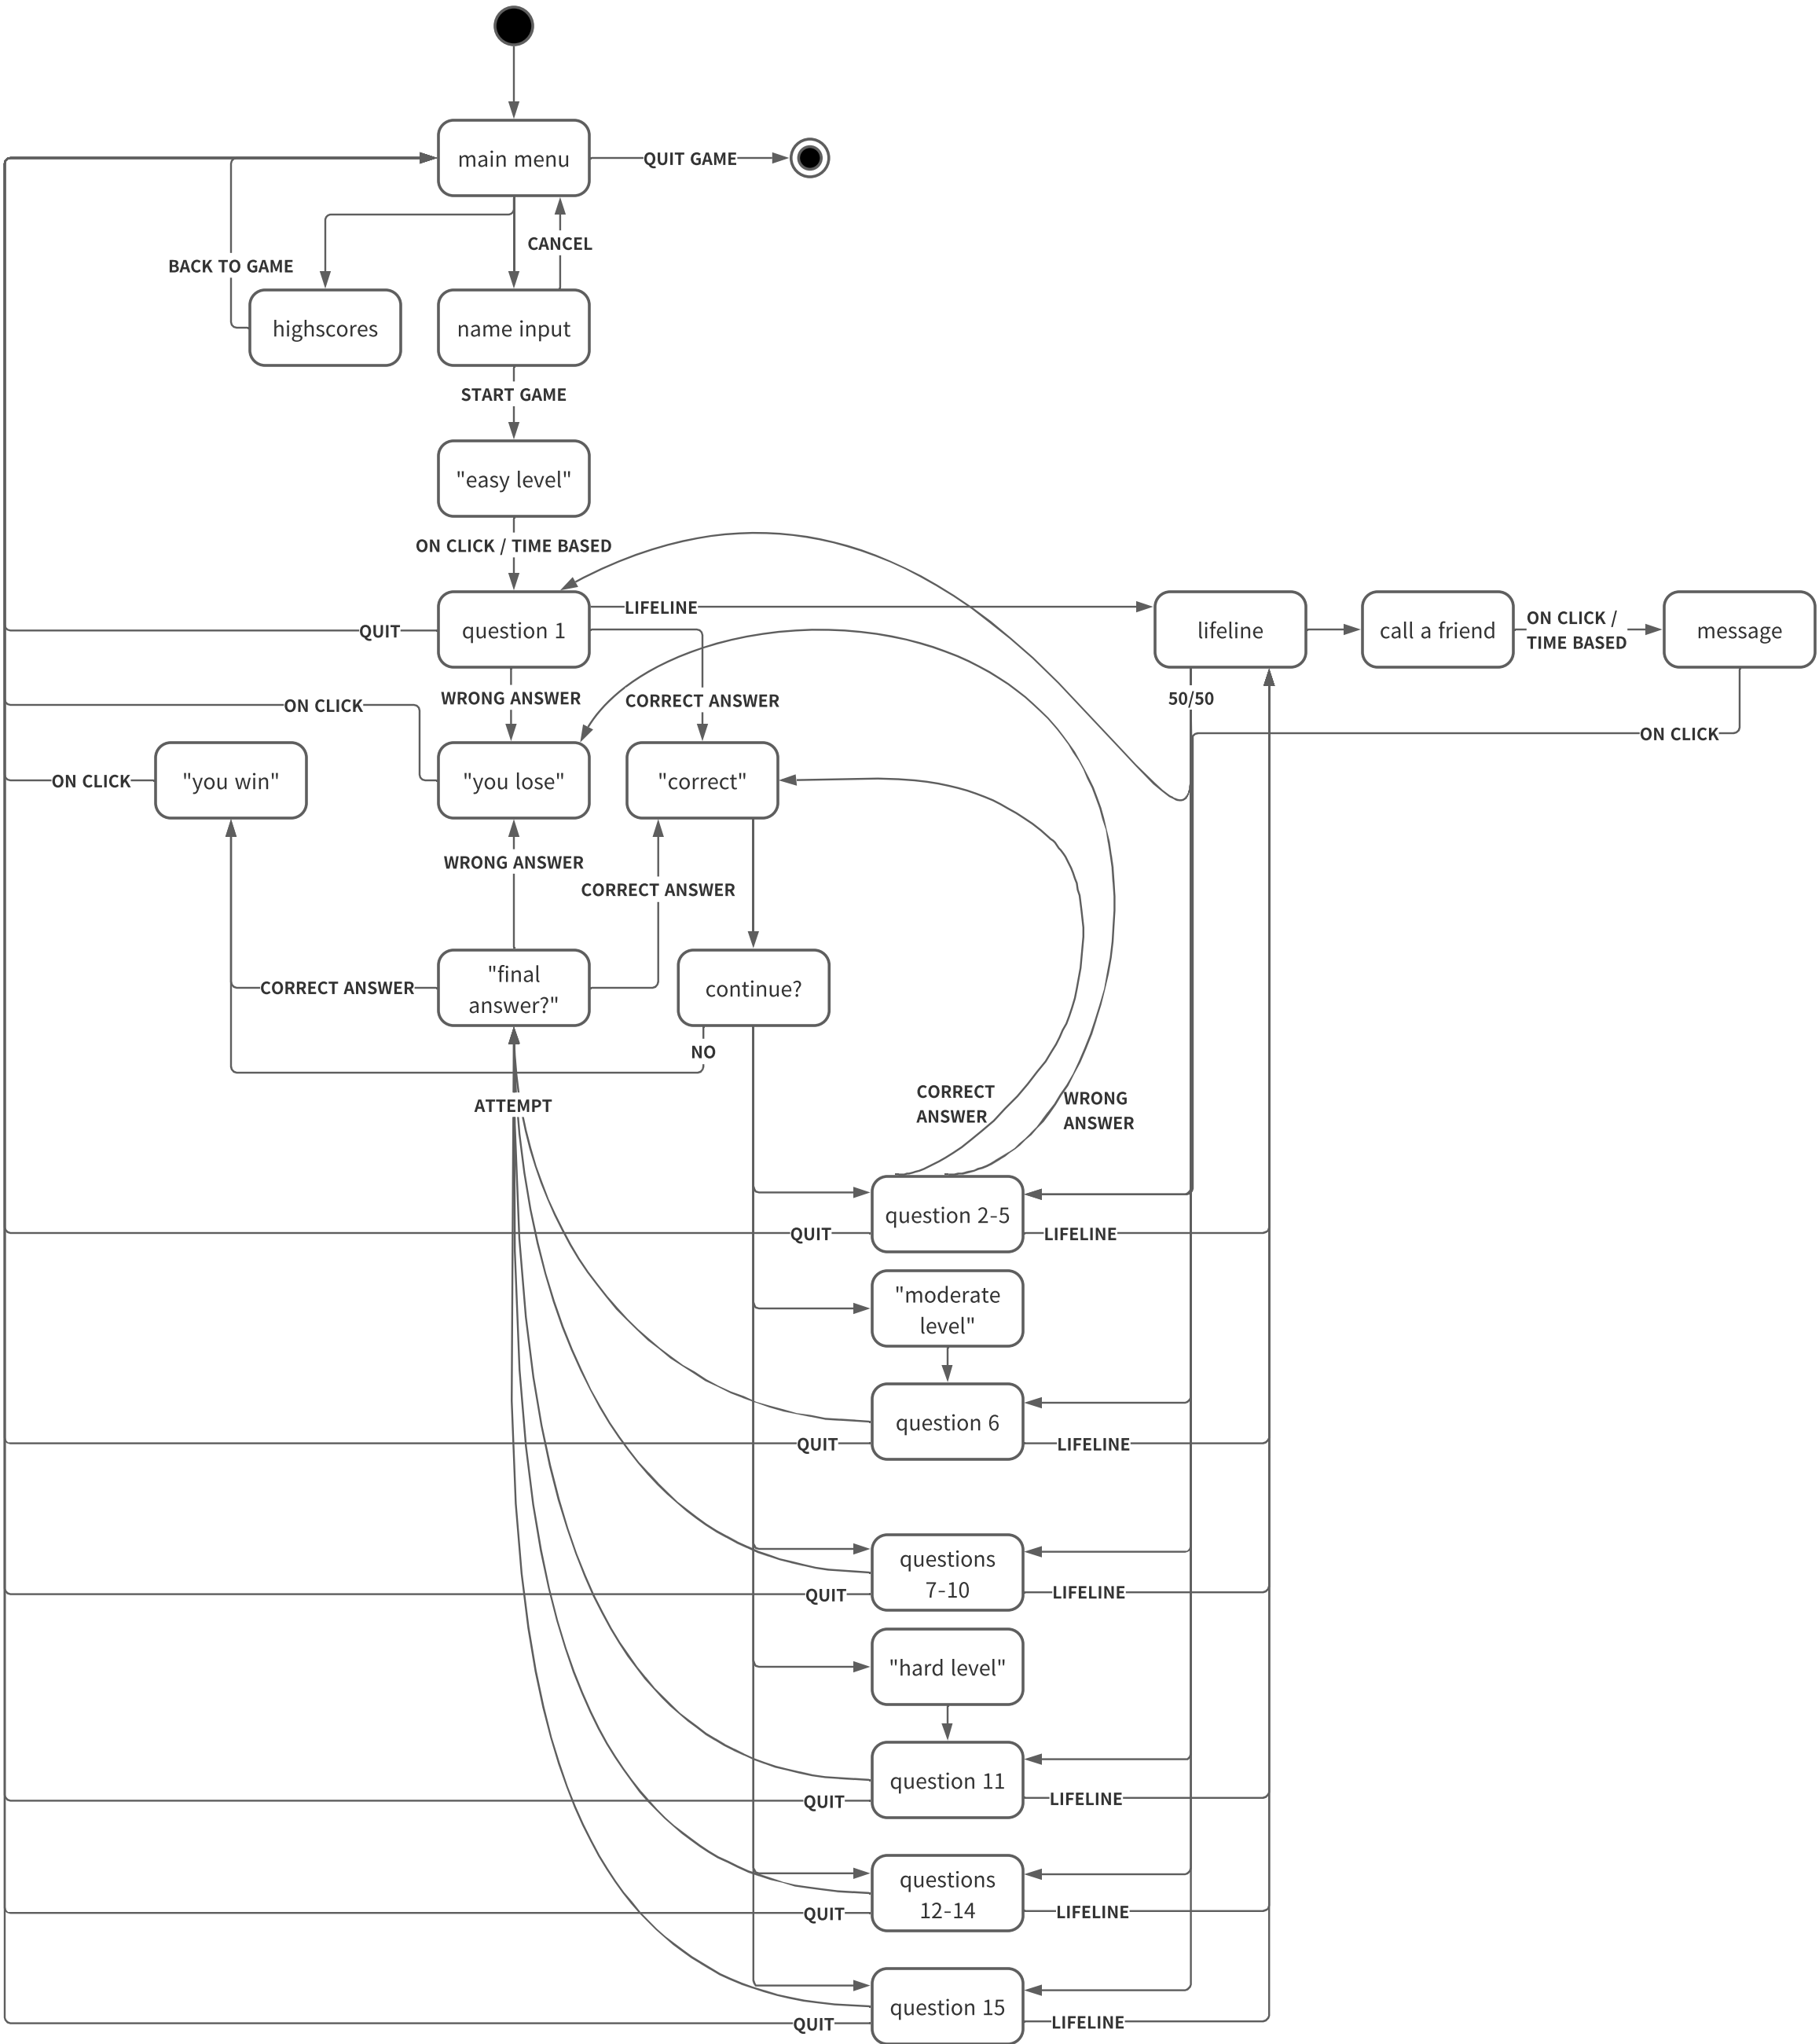 main menu
QUIT GAME
CANCEL
BACK TO GAME
highscores
name input
START GAME
"easy level"
ON CLICK / TIME BASED
question 1
QUIT
LIFELINE
lifeline
call a friend
ON CLICK /
TIME BASED
message
WRONG ANSWER
CORRECT ANSWER
50/50
ON CLICK
ON CLICK
ON CLICK
"you win"
"you lose"
"correct"
WRONG ANSWER
CORRECT ANSWER
CORRECT ANSWER
"final
answer?"
continue?
NO
ATTEMPT
CORRECT
ANSWER
WRONG
ANSWER
question 2-5
QUIT
LIFELINE
"moderate
level"
question 6
QUIT
LIFELINE
questions
7-10
QUIT
LIFELINE
"hard level"
question 11
QUIT
LIFELINE
questions
12-14
QUIT
LIFELINE
question 15
QUIT
LIFELINE